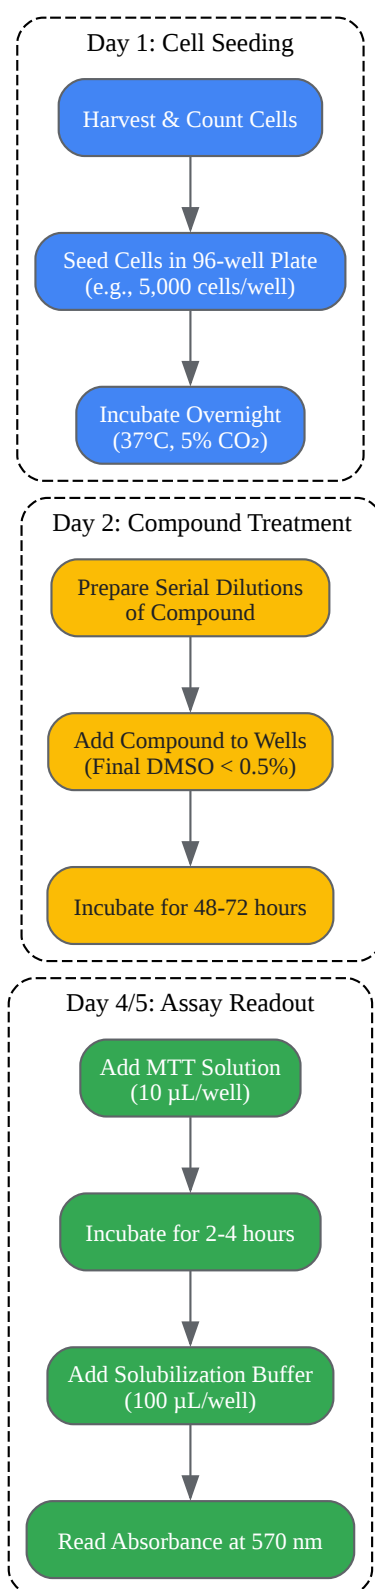 Day 1: Cell Seeding
Harvest & Count Cells
Seed Cells in 96-well Plate
(e.g., 5,000 cells/well)
Incubate Overnight
(37°C, 5% CO₂)
Day 2: Compound Treatment
Prepare Serial Dilutions
of Compound
Add Compound to Wells
(Final DMSO < 0.5%)
Incubate for 48-72 hours
Day 4/5: Assay Readout
Add MTT Solution
(10 µL/well)
Incubate for 2-4 hours
Add Solubilization Buffer
(100 µL/well)
Read Absorbance at 570 nm